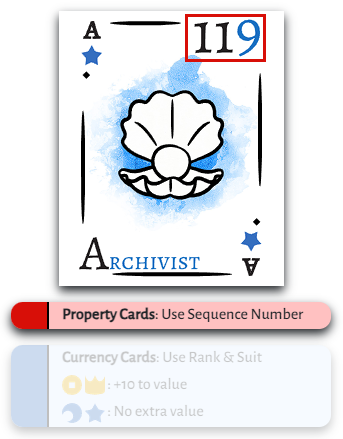 A
119
ARCHIVIST
A
Property Cards: Use Sequence Number
Currency Cards: Use Rank & Suit
: +10 to value
: No extra value